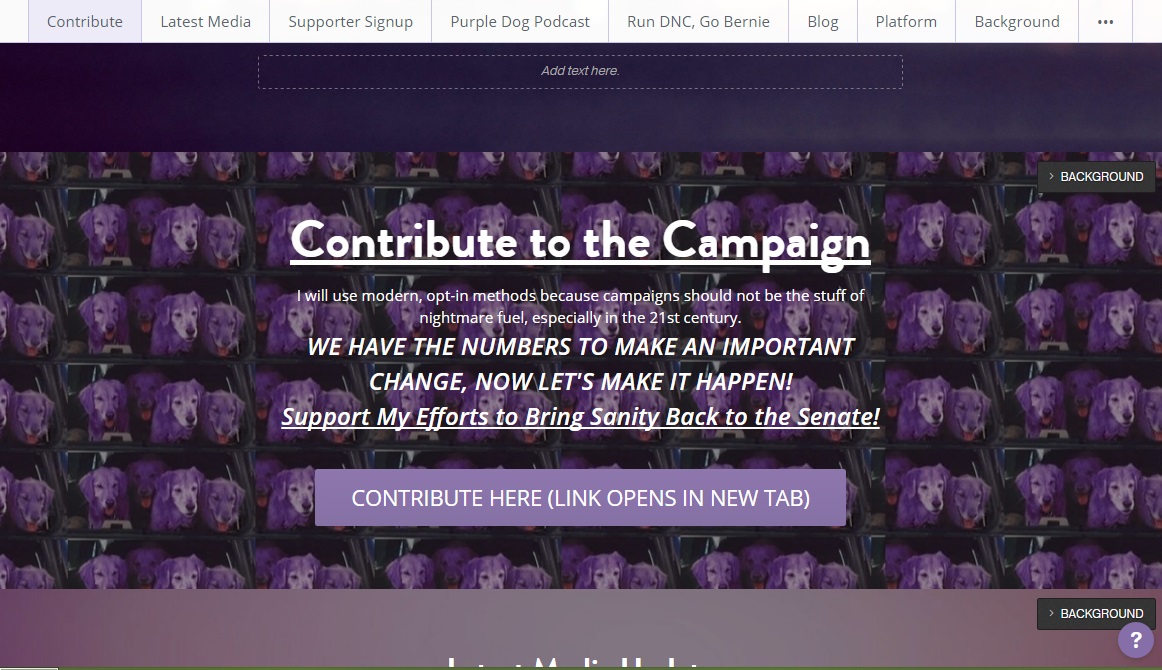 Contribute
Latest Media
Supporter Signup
Purple Dog Podcast
Run DNC, Go Bernie
Blog
Platform
Background
•••
Add text here.
› BACKGROUND
Contribute to the Campaign
I will use modern, opt-in methods because campaigns should not be the stuff of
nightmare fuel, especially in the 21st century.
WE HAVE THE NUMBERS TO MAKE AN IMPORTANT
CHANGE, NOW LET'S MAKE IT HAPPEN!
Support My Efforts to Bring Sanity Back to the Senate!
CONTRIBUTE HERE (LINK OPENS IN NEW TAB)
› BACKGROUND
?